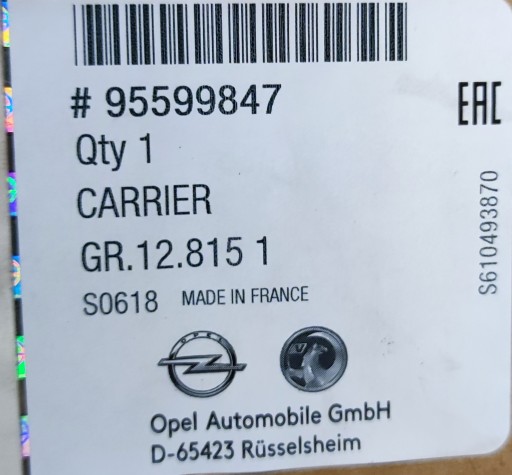 # 95599847
EAC
Qty 1
CARRIER
GR.12.815 1
S0618 MADE IN FRANCE
S610493870
OPEL
V
Opel Automobile GmbH
D-65423 Rüsselsheim